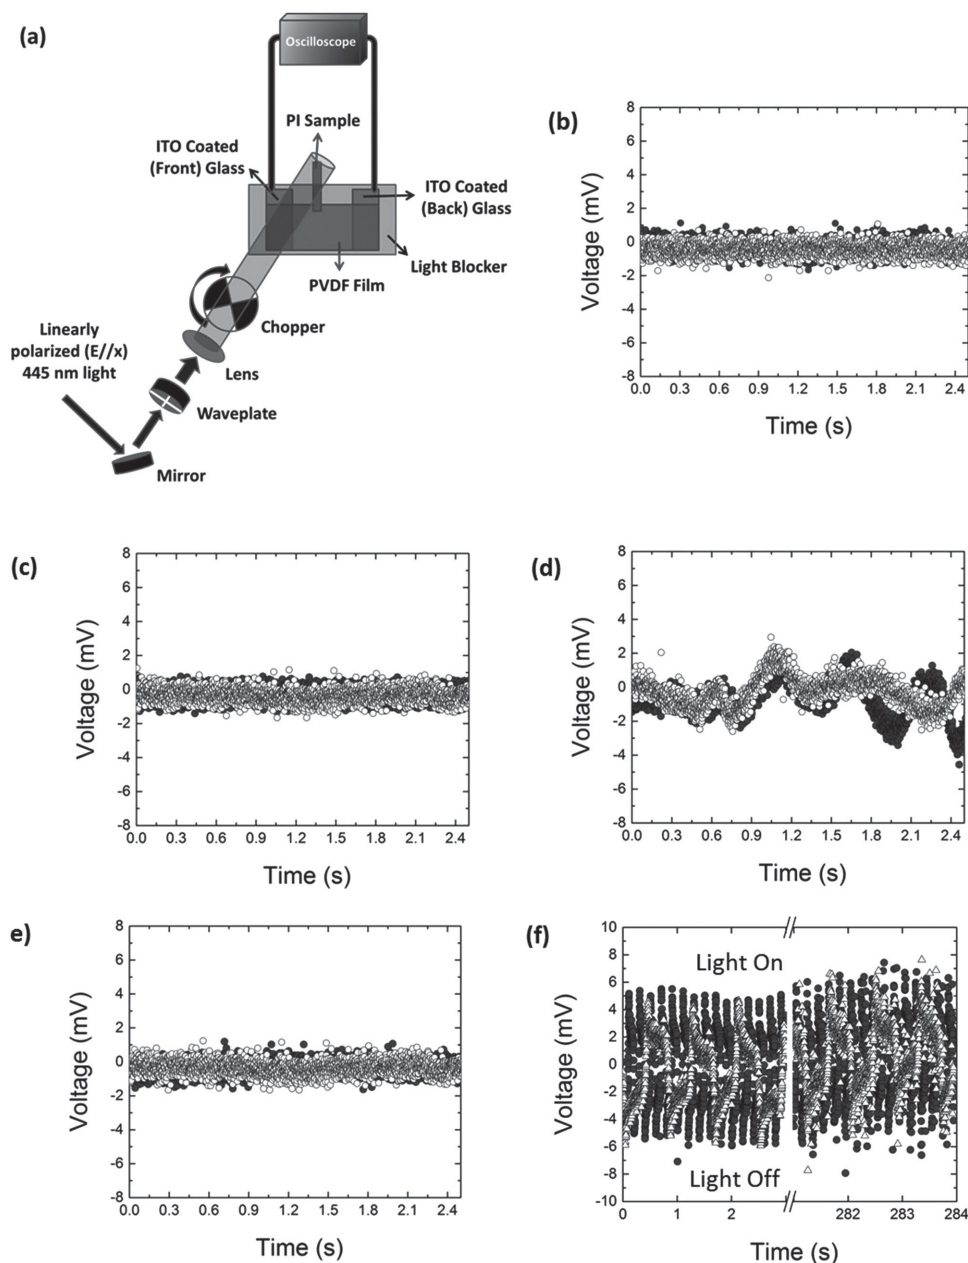 (a)
Oscilloscope
PI Sample
ITO Coated
(Front) Glass
ITO Coated
(Back) Glass
Light Blocker
PVDF Film
Chopper
Linearly
polarized (E//x)
445 nm light
Lens
Waveplate
Mirror
(b)
Voltage (mV)
8
6
4
2
0
-2
-4
-6
-8
0.0 0.3 0.6 0.9 1.2 1.5 1.8 2.1 2.4
Time (s)
(c)
Voltage (mV)
8
6
4
2
0
-2
-4
-6
-8
0.0 0.3 0.6 0.9 1.2 1.5 1.8 2.1 2.4
Time (s)
(d)
Voltage (mV)
8
6
4
2
0
-2
-4
-6
-8
0.0 0.3 0.6 0.9 1.2 1.5 1.8 2.1 2.4
Time (s)
e)
Voltage (mV)
8
6
4
2
0
-2
-4
-6
-8
0.0 0.3 0.6 0.9 1.2 1.5 1.8 2.1 2.4
Time (s)
(f)
Voltage (mV)
10
8
6
4
2
0
-2
-4
-6
-8
-10
Light On
Light Off
0 1 2 282 283 284
Time (s)